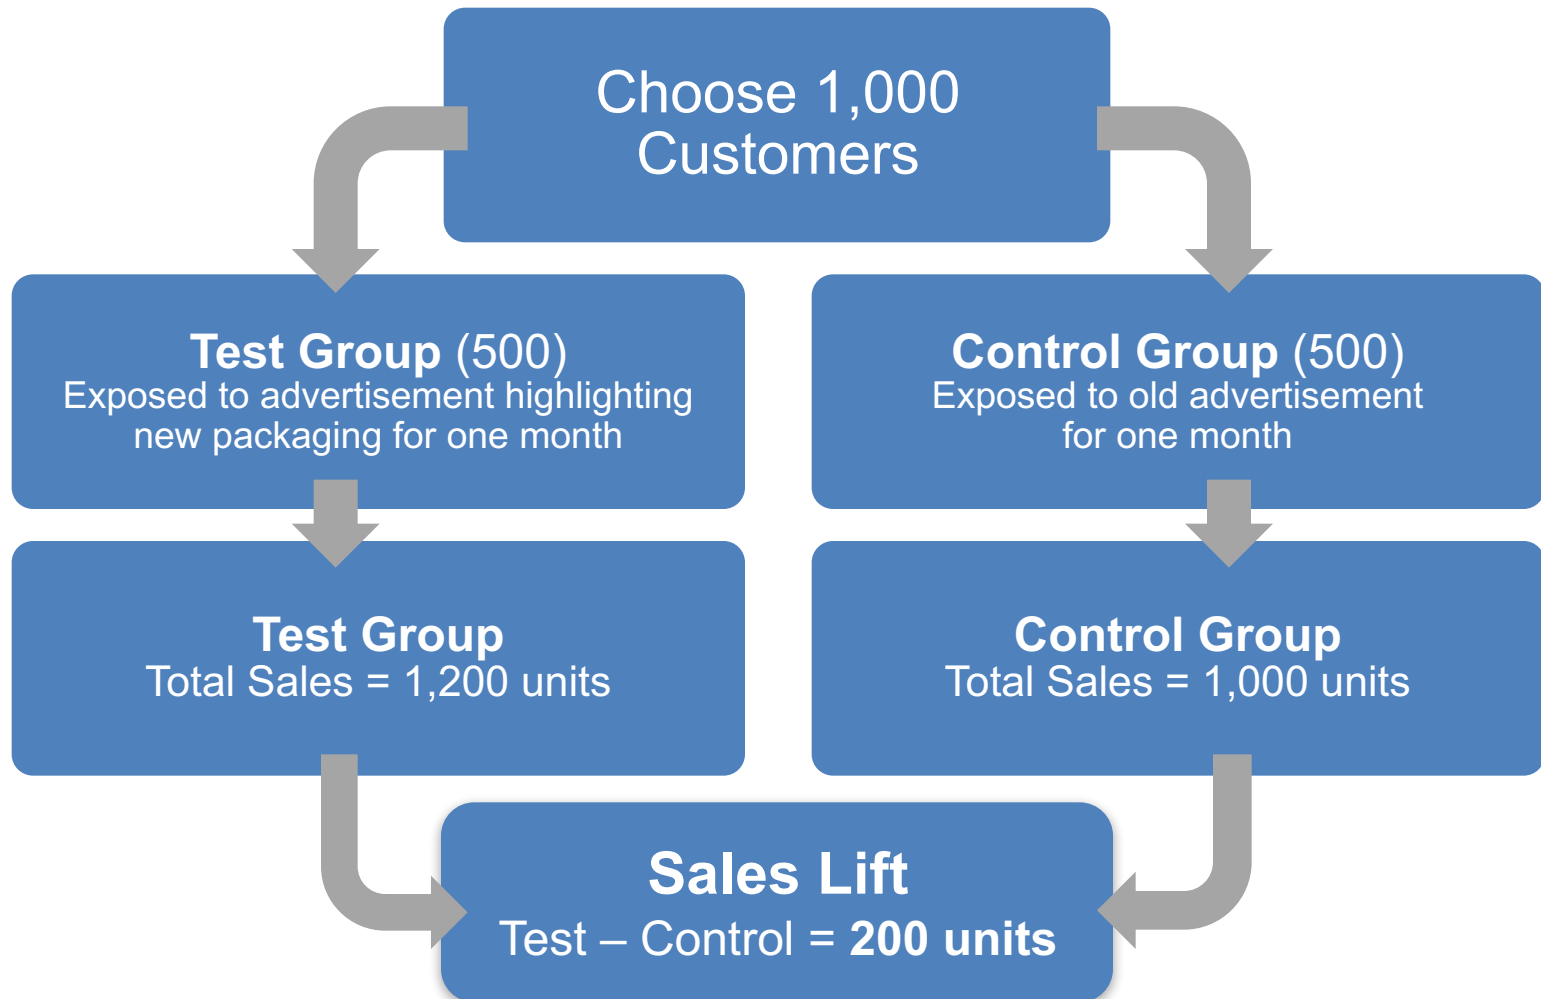 Choose 1,000
Customers
Test Group (500)
Exposed to advertisement highlighting
new packaging for one month
Control Group (500)
Exposed to old advertisement
for one month
Test Group
Total Sales = 1,200 units
Control Group
Total Sales = 1,000 units
Sales Lift
Test – Control = 200 units